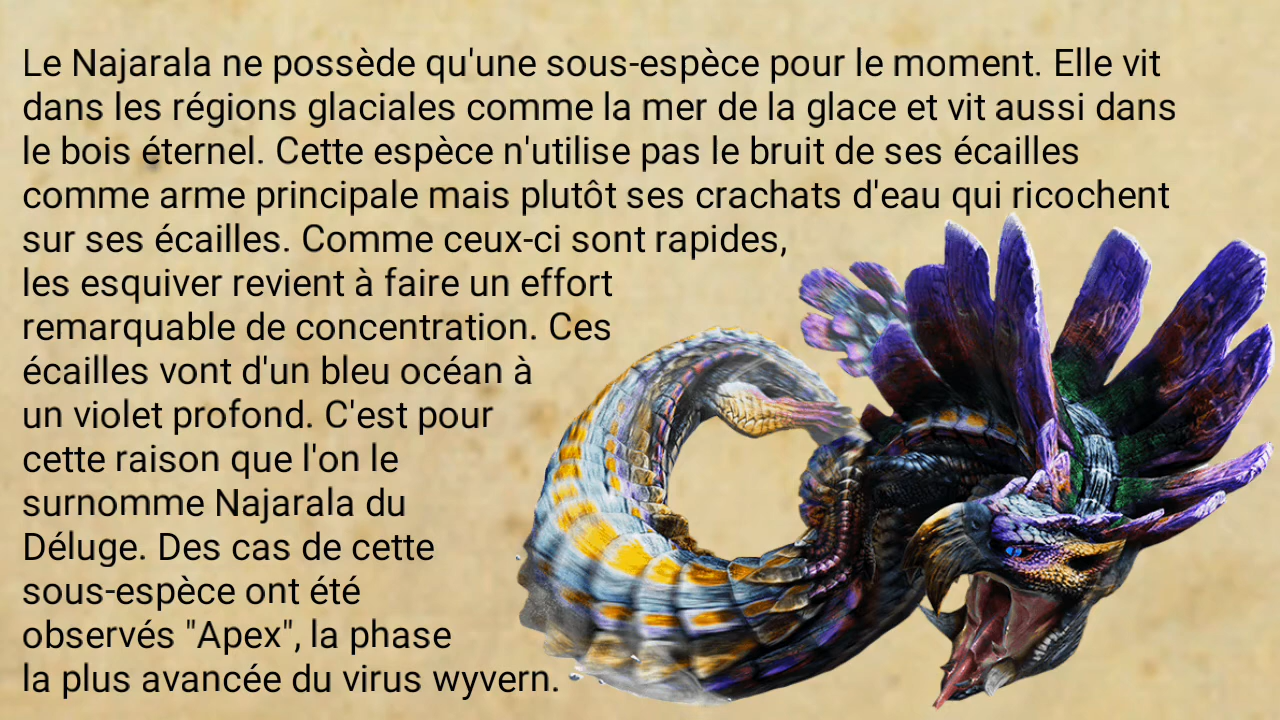 Le Najarala ne possède qu'une sous-espèce pour le moment. Elle vit
dans les régions glaciales comme la mer de la glace et vit aussi dans
le bois éternel. Cette espèce n'utilise pas le bruit de ses écailles
comme arme principale mais plutôt ses crachats d'eau qui ricochent
sur ses écailles. Comme ceux-ci sont rapides,
les esquiver revient à faire un effort
remarquable de concentration. Ces
écailles vont d'un bleu océan à
un violet profond. C'est pour
cette raison que l'on le
surnomme Najarala du
Déluge. Des cas de cette
sous-espèce ont été
observés "Apex", la phase
la plus avancée du virus wyvern.